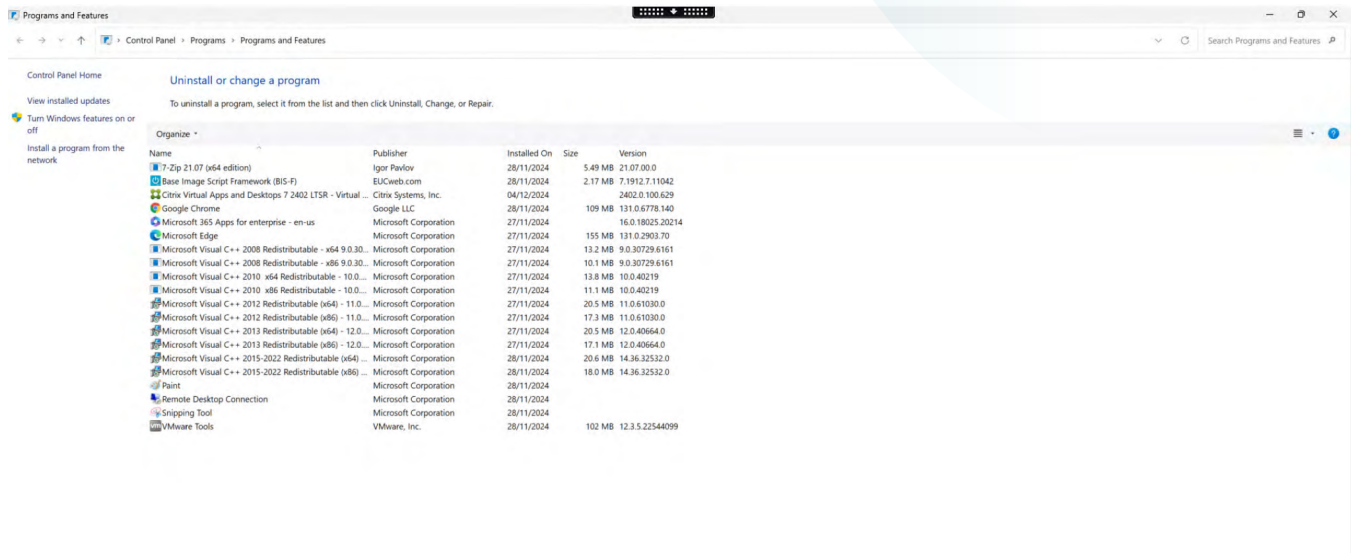 Programs and Features
Control Panel › Programs › Programs and Features
Search Programs and Features
Control Panel Home
View installed updates
Turn Windows features on or
off
Install a program from the
network
Uninstall or change a program
To uninstall a program, select it from the list and then click Uninstall, Change, or Repair.
Organize
Name Publisher Installed On Size Version
7-Zip 21.07 (x64 edition) Igor Pavlov 28/11/2024 5.49 MB 21.07.00.0
Base Image Script Framework (BIS-F) EUCweb.com 28/11/2024 2.17 MB 7.1912.7.11042
Citrix Virtual Apps and Desktops 7 2402 LTSR - Virtual ... Citrix Systems, Inc. 04/12/2024 2402.0.100.629
Google Chrome Google LLC 28/11/2024 109 MB 131.0.6778.140
Microsoft 365 Apps for enterprise - en-us Microsoft Corporation 27/11/2024 16.0.18025.20214
Microsoft Edge Microsoft Corporation 27/11/2024 155 MB 131.0.2903.70
Microsoft Visual C++ 2008 Redistributable - x64 9.0.30... Microsoft Corporation 27/11/2024 13.2 MB 9.0.30729.6161
Microsoft Visual C++ 2008 Redistributable - x86 9.0.30... Microsoft Corporation 27/11/2024 10.1 MB 9.0.30729.6161
Microsoft Visual C++ 2010 x64 Redistributable - 10.0.... Microsoft Corporation 27/11/2024 13.8 MB 10.0.40219
Microsoft Visual C++ 2010 x86 Redistributable - 10.0.... Microsoft Corporation 27/11/2024 11.1 MB 10.0.40219
Microsoft Visual C++ 2012 Redistributable (x64) - 11.0.... Microsoft Corporation 27/11/2024 20.5 MB 11.0.61030.0
Microsoft Visual C++ 2012 Redistributable (x86) - 11.0.... Microsoft Corporation 27/11/2024 17.3 MB 11.0.61030.0
Microsoft Visual C++ 2013 Redistributable (x64) - 12.0.... Microsoft Corporation 27/11/2024 20.5 MB 12.0.40664.0
Microsoft Visual C++ 2013 Redistributable (x86) - 12.0.... Microsoft Corporation 27/11/2024 17.1 MB 12.0.40664.0
Microsoft Visual C++ 2015-2022 Redistributable (x64) ... Microsoft Corporation 28/11/2024 20.6 MB 14.36.32532.0
Microsoft Visual C++ 2015-2022 Redistributable (x86) ... Microsoft Corporation 28/11/2024 18.0 MB 14.36.32532.0
Paint Microsoft Corporation 28/11/2024
Remote Desktop Connection Microsoft Corporation 28/11/2024
Snipping Tool Microsoft Corporation 28/11/2024
VMware Tools VMware, Inc. 28/11/2024 102 MB 12.3.5.22544099